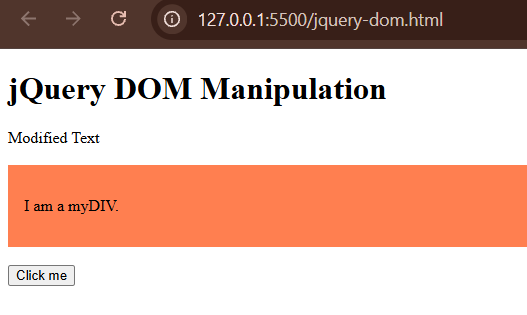 127.0.0.1:5500/jquery-dom.html
jQuery DOM Manipulation
Modified Text
I am a myDIV.
Click me